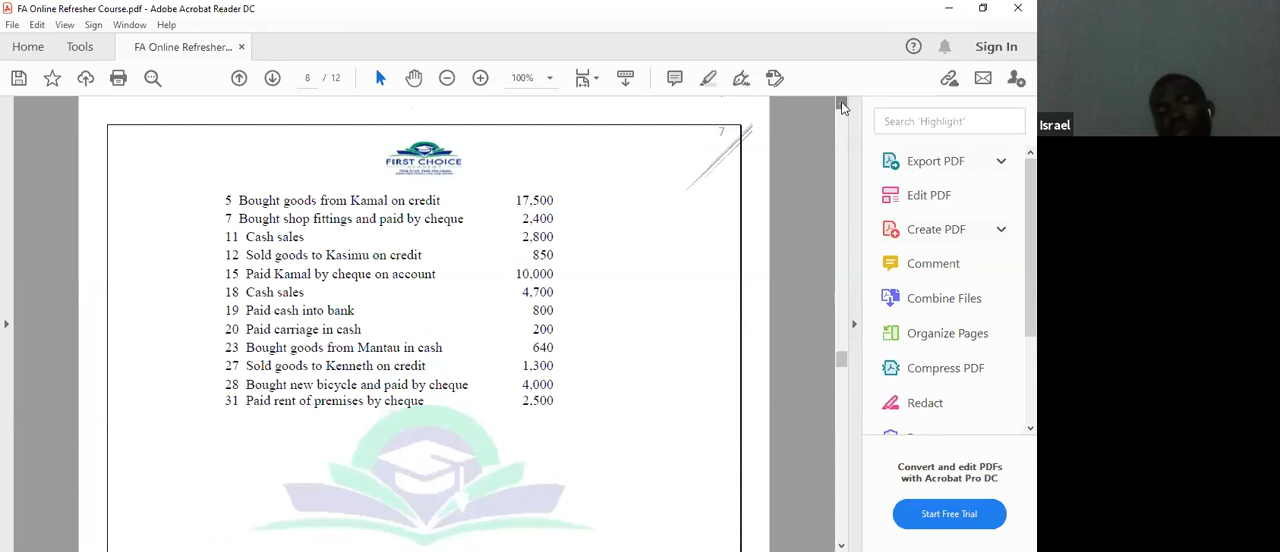 FA Online Refresher Course.pdf - Adobe Acrobat Reader DC
File Edit View Sign Window Help
Home Tools FA Online Refresher... × Sign In
8 / 12 100%
7
FIRST CHOICE
5 Bought goods from Kamal on credit 17,500
7 Bought shop fittings and paid by cheque 2,400
11 Cash sales 2,800
12 Sold goods to Kasimu on credit 850
15 Paid Kamal by cheque on account 10,000
18 Cash sales 4,700
19 Paid cash into bank 800
20 Paid carriage in cash 200
23 Bought goods from Mantau in cash 640
27 Sold goods to Kenneth on credit 1,300
28 Bought new bicycle and paid by cheque 4,000
31 Paid rent of premises by cheque 2,500
Search 'Highlight'
Export PDF
Edit PDF
Create PDF
Comment
Combine Files
Organize Pages
Compress PDF
Redact
Convert and edit PDFs
with Acrobat Pro DC
Start Free Trial
Israel